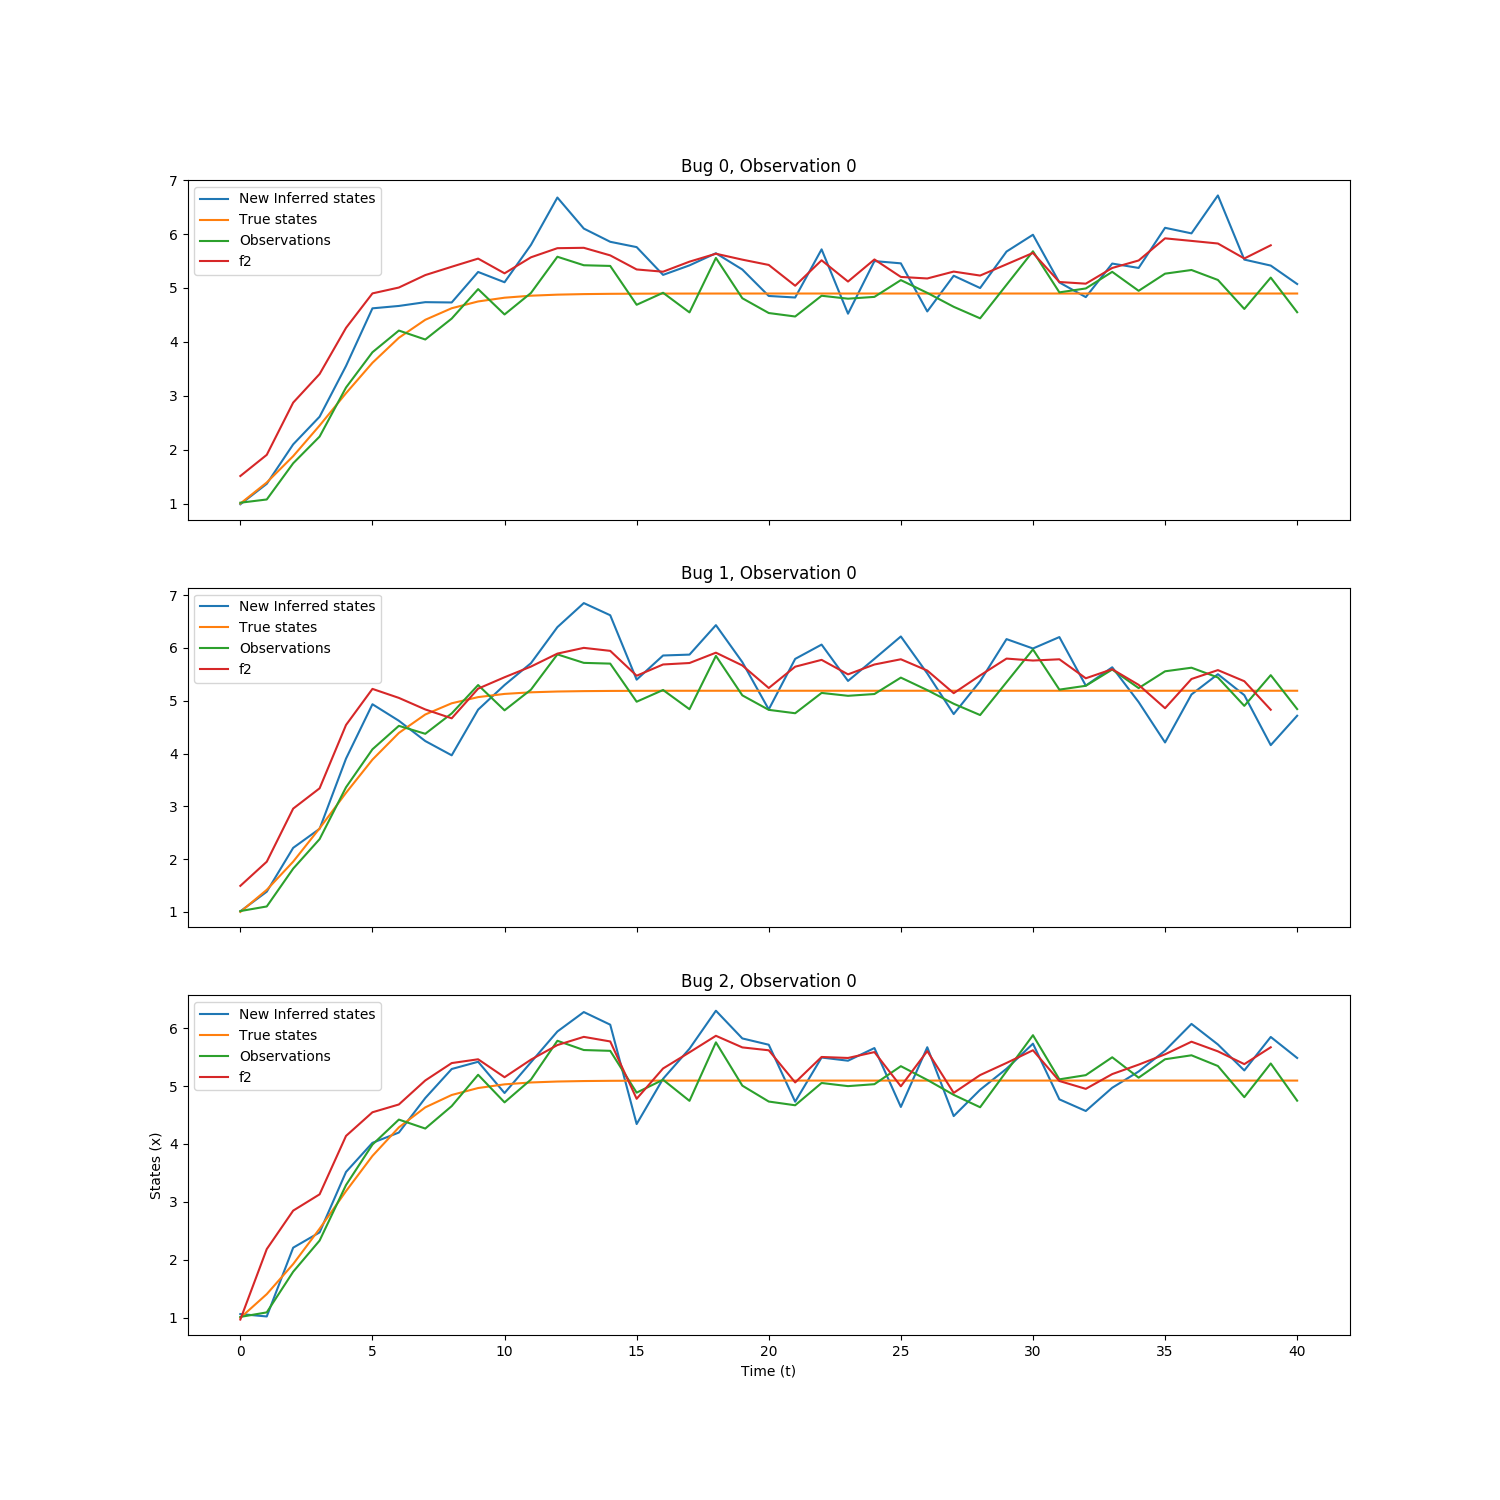 Bug 0, Observation 0
7
6
5
4
3
2
1
New Inferred states
True states
Observations
f2
Bug 1, Observation 0
7
6
5
4
3
2
1
New Inferred states
True states
Observations
f2
Bug 2, Observation 0
6
5
4
3
2
1
New Inferred states
True states
Observations
f2
States (x)
0 5 10 15 20 25 30 35 40
Time (t)